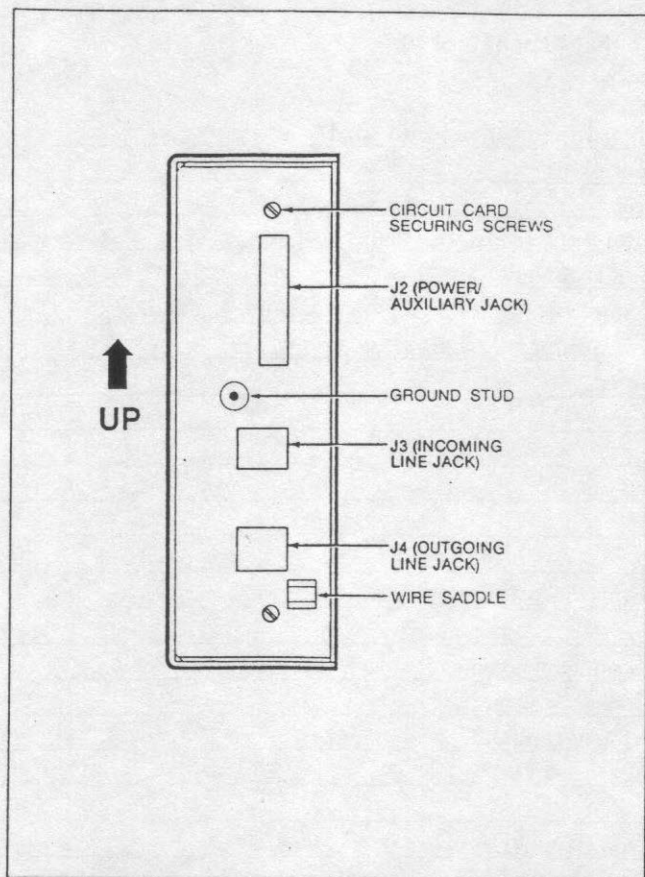 CIRCUIT CARD
SECURING SCREWS
J2 (POWER/
AUXILIARY JACK)
UP
GROUND STUD
J3 (INCOMING
LINE JACK)
J4 (OUTGOING
LINE JACK)
WIRE SADDLE